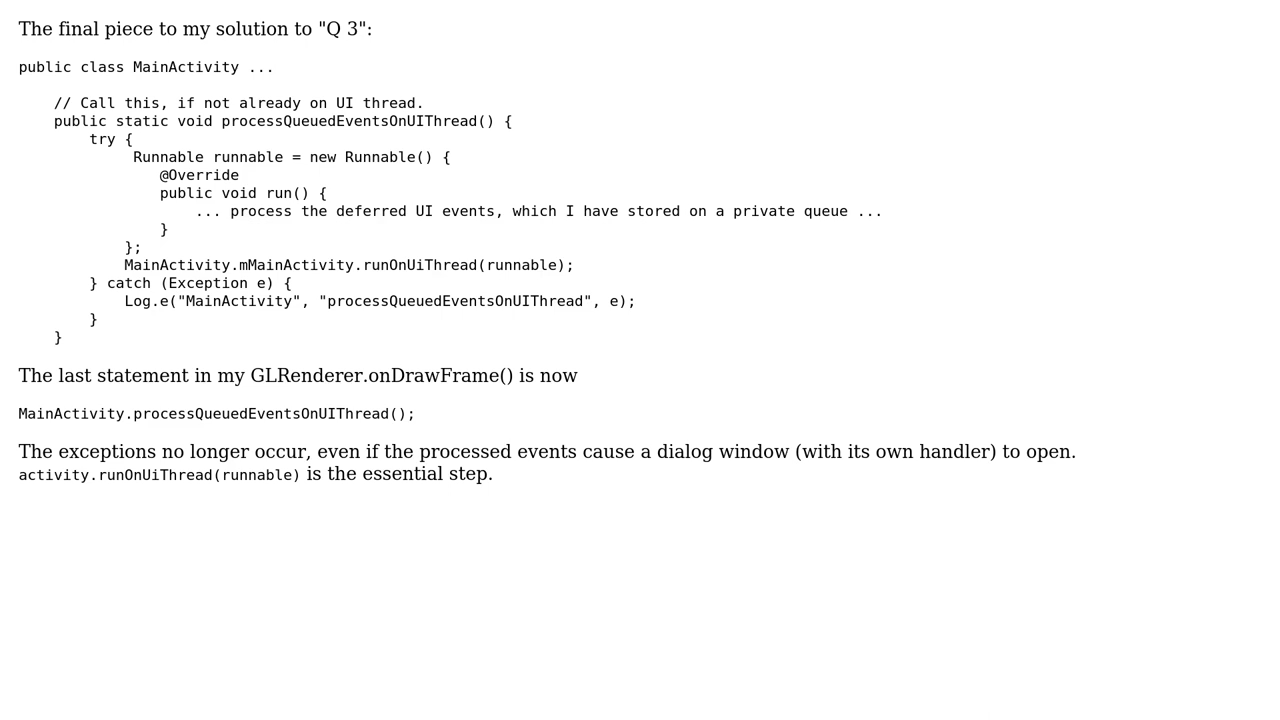 The final piece to my solution to "Q 3":
public class MainActivity ...
    // Call this, if not already on UI thread.
    public static void processQueuedEventsOnUIThread() {
        try {
             Runnable runnable = new Runnable() {
                @Override
                public void run() {
                    ... process the deferred UI events, which I have stored on a private queue ...
                }
            };
            MainActivity.mMainActivity.runOnUiThread(runnable);
        } catch (Exception e) {
            Log.e("MainActivity", "processQueuedEventsOnUIThread", e);
        }
    }
The last statement in my GLRenderer.onDrawFrame() is now
MainActivity.processQueuedEventsOnUIThread();
The exceptions no longer occur, even if the processed events cause a dialog window (with its own handler) to open.
activity.runOnUiThread(runnable) is the essential step.